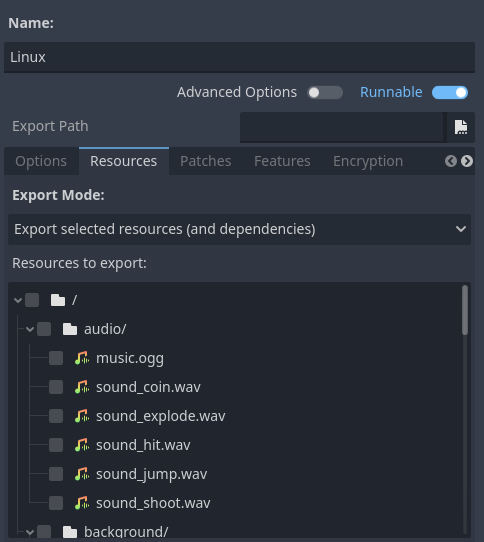 Name:
Linux
Advanced Options Runnable
Export Path
Options Resources Patches Features Encryption
Export Mode:
Export selected resources (and dependencies)
Resources to export:
/
audio/
music.ogg
sound_coin.wav
sound_explode.wav
sound_hit.wav
sound_jump.wav
sound_shoot.wav
background/